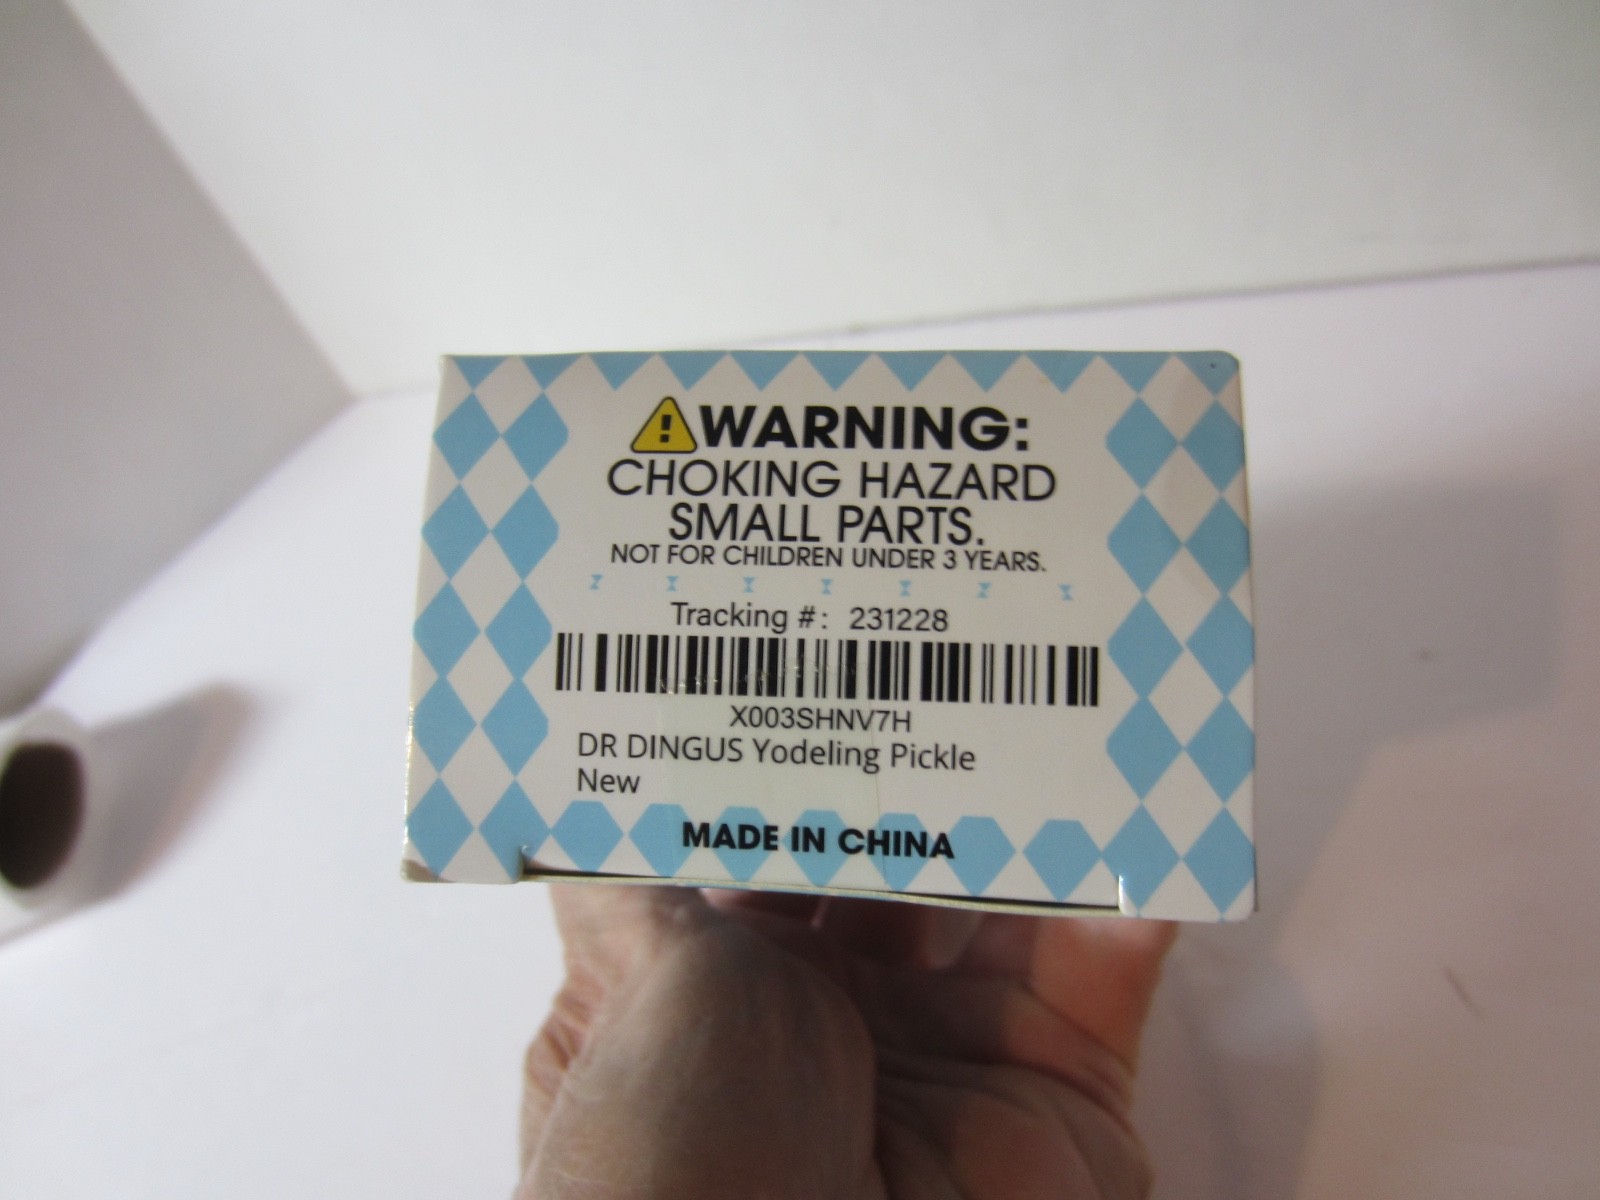 WARNING:
CHOKING HAZARD
SMALL PARTS.
NOT FOR CHILDREN UNDER 3 YEARS.
Tracking #: 231228
X003SHNV7H
DR DINGUS Yodeling Pickle
New
MADE IN CHINA